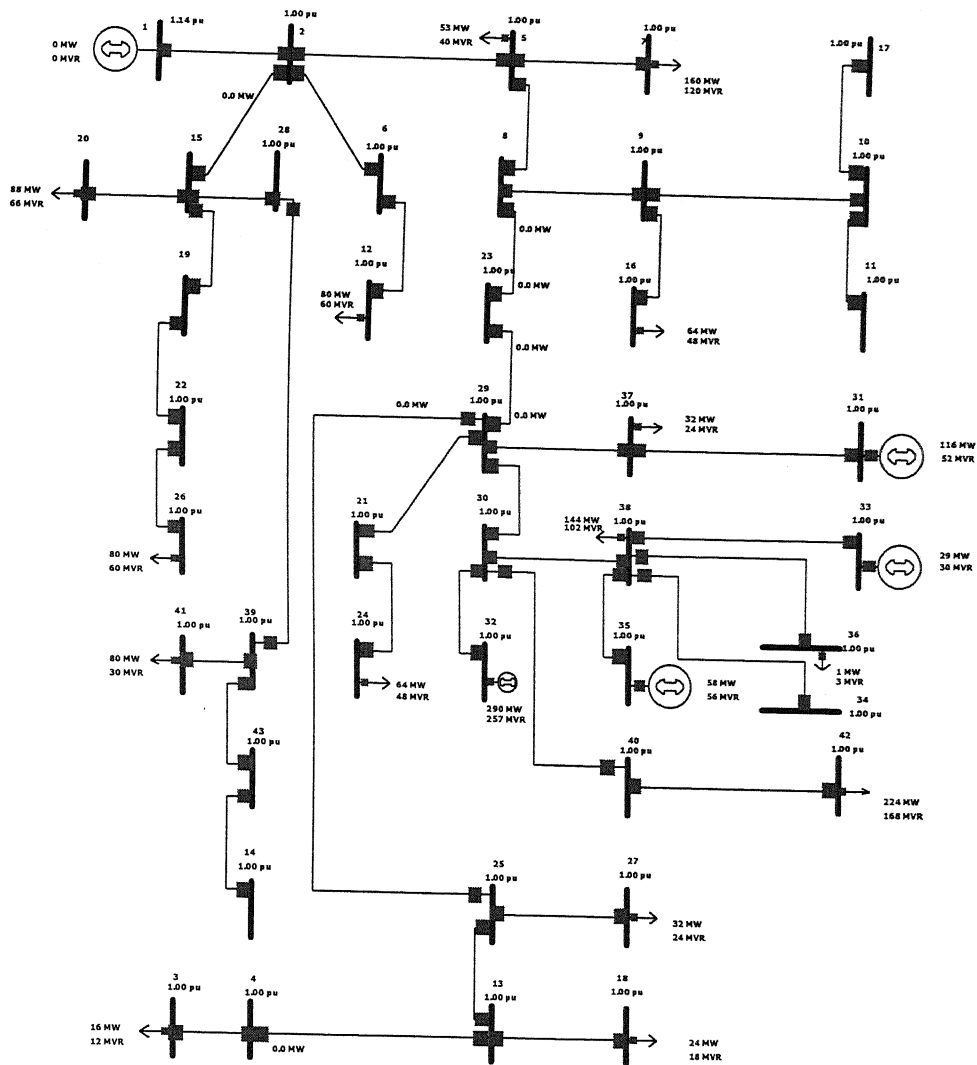 1
1.14 pu
0 MW
0 MVR
1.00 pu
2
53 MW
40 MVR
1.00 pu
5
1.00 pu
160 MW
120 MVR
1.00 pu
17
0.0 MW
20
88 MW
66 MVR
15
1.00 pu
28
1.00 pu
6
1.00 pu
8
1.00 pu
0.0 MW
9
1.00 pu
10
1.00 pu
19
12
1.00 pu
80 MW
60 MVR
23
1.00 pu
0.0 MW
0.0 MW
16
1.00 pu
64 MW
48 MVR
11
1.00 pu
22
1.00 pu
0.0 MW
29
1.00 pu
0.0 MW
37
1.00 pu
32 MW
24 MVR
31
1.00 pu
116 MW
52 MVR
26
1.00 pu
80 MW
60 MVR
21
1.00 pu
30
1.00 pu
144 MW
102 MVR
38
1.00 pu
33
1.00 pu
29 MW
30 MVR
41
1.00 pu
80 MW
30 MVR
39
1.00 pu
24
1.00 pu
64 MW
48 MVR
32
1.00 pu
290 MW
257 MVR
35
1.00 pu
58 MW
56 MVR
36
1.00 pu
1 MW
3 MVR
34
1.00 pu
43
1.00 pu
40
1.00 pu
42
1.00 pu
224 MW
168 MVR
14
1.00 pu
25
1.00 pu
27
1.00 pu
32 MW
24 MVR
3
1.00 pu
16 MW
12 MVR
4
1.00 pu
0.0 MW
13
1.00 pu
18
1.00 pu
24 MW
18 MVR